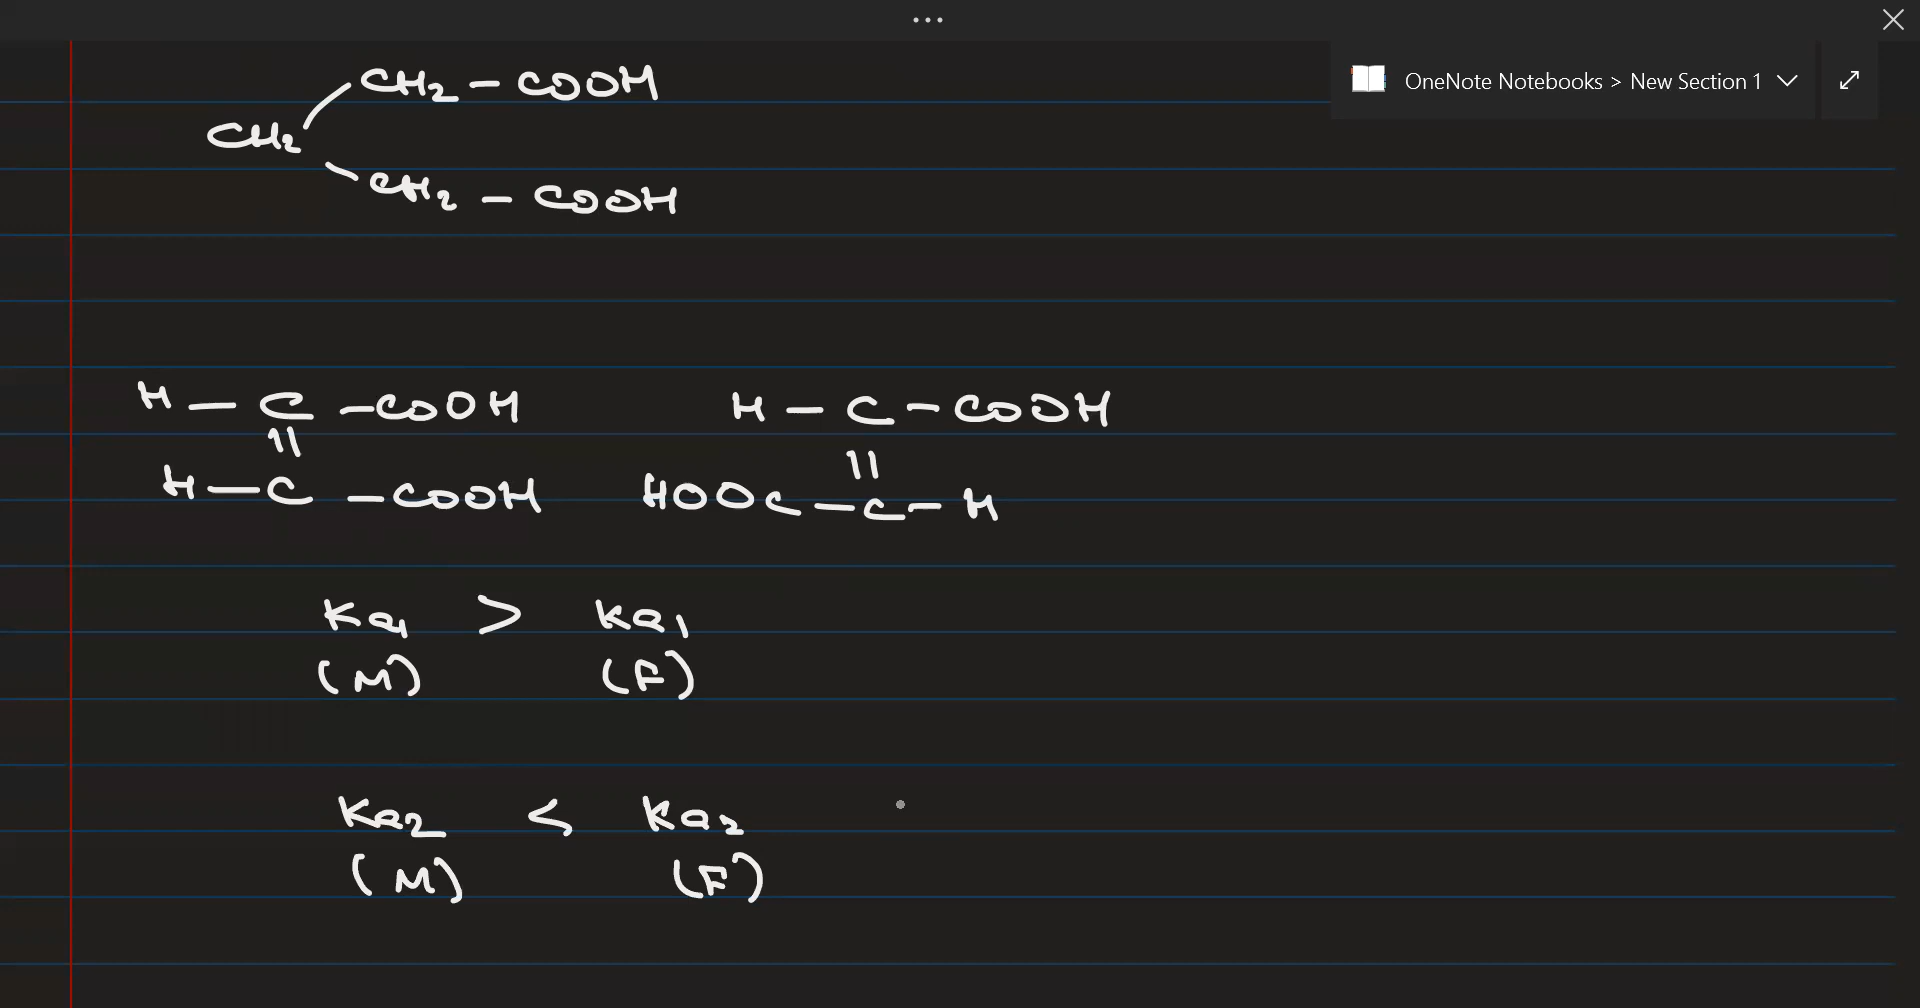 ...
OneNote Notebooks > New Section 1
CH₂ – COOH
CH₂
CH₂ – COOH
H – C – COOH H – C – COOH
|| ||
H – C – COOH HOOC – C – H
Ka₁ > Ka₁
(M) (F)
Ka₂ < Ka₂
(M) (F)